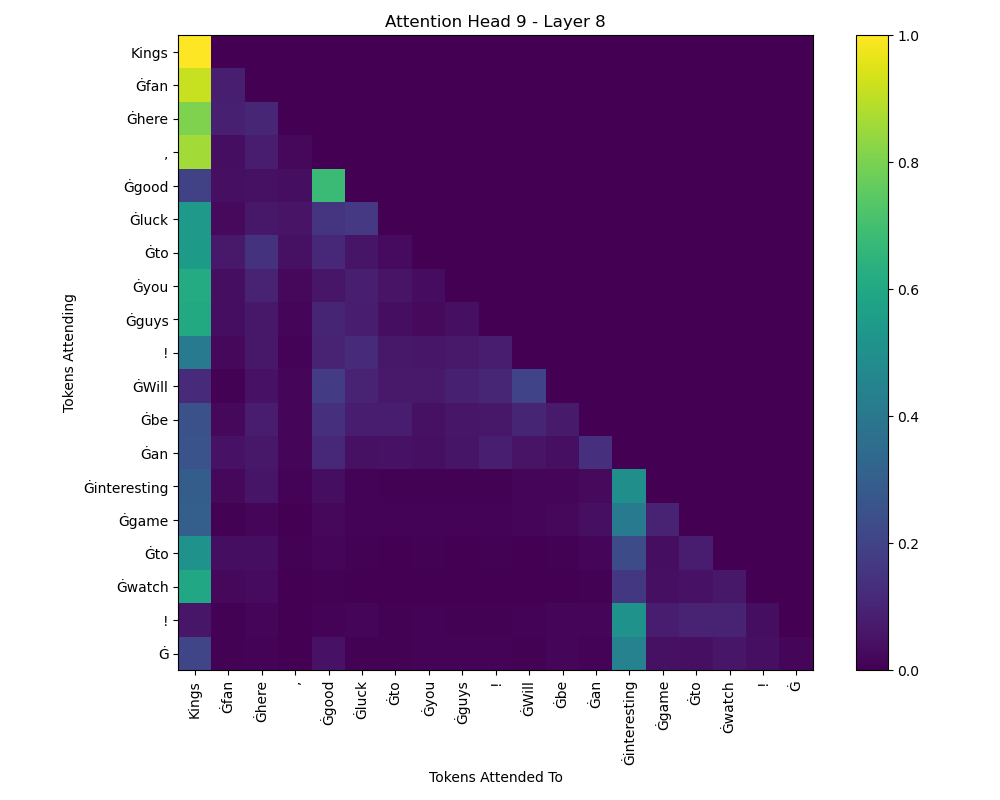 Attention Head 9 - Layer 8
Kings
Ġfan
Ġhere
,
Ġgood
Ġluck
Ġto
Ġyou
Ġguys
!
ĠWill
Ġbe
Ġan
Ġinteresting
Ġgame
Ġto
Ġwatch
!
Ġ
Tokens Attending
Kings
Ġfan
Ġhere
,
Ġgood
Ġluck
Ġto
Ġyou
Ġguys
!
ĠWill
Ġbe
Ġan
Ġinteresting
Ġgame
Ġto
Ġwatch
!
Ġ
Tokens Attended To
1.0
0.8
0.6
0.4
0.2
0.0